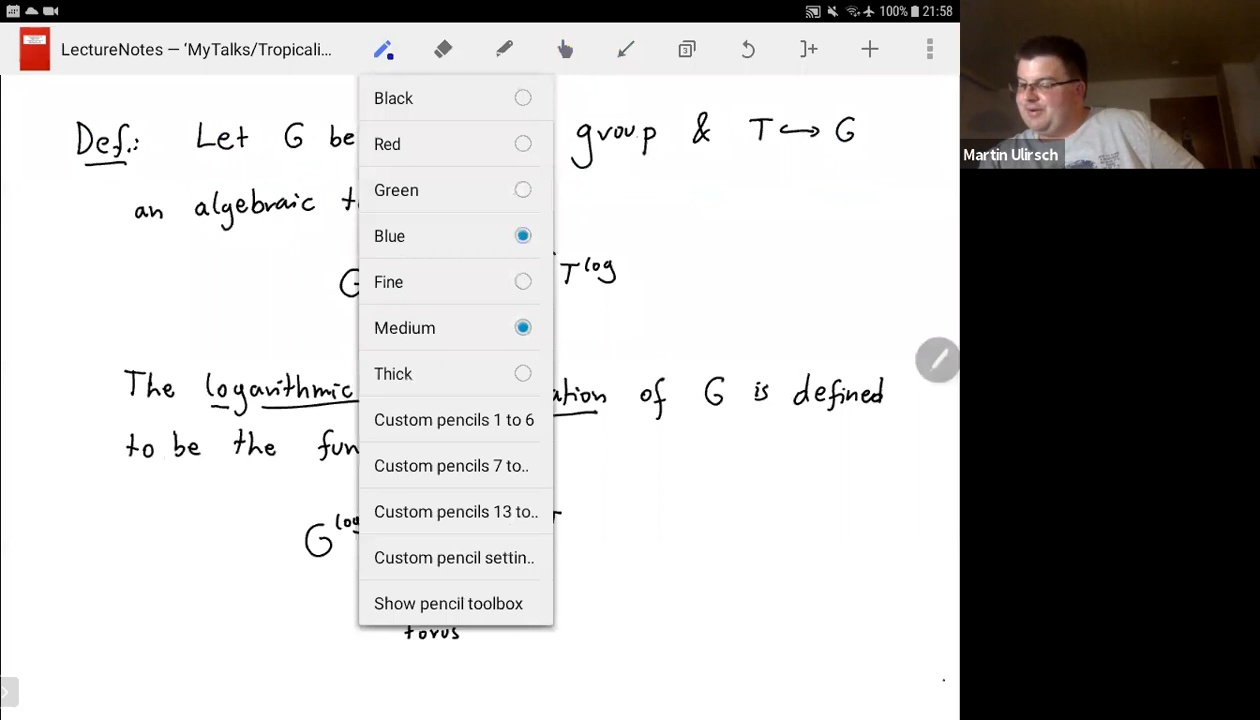 100% 21:58
LectureNotes — ‘MyTalks/Tropicali...
3
Black
Red
Green
Blue
Fine
Medium
Thick
Custom pencils 1 to 6
Custom pencils 7 to..
Custom pencils 13 to..
Custom pencil settin..
Show pencil toolbox
Def.: Let G be group & T ↪ G
an algebraic
G T^log
The logarithmic of G is defined
to be the
G^log
torus
Martin Ulirsch